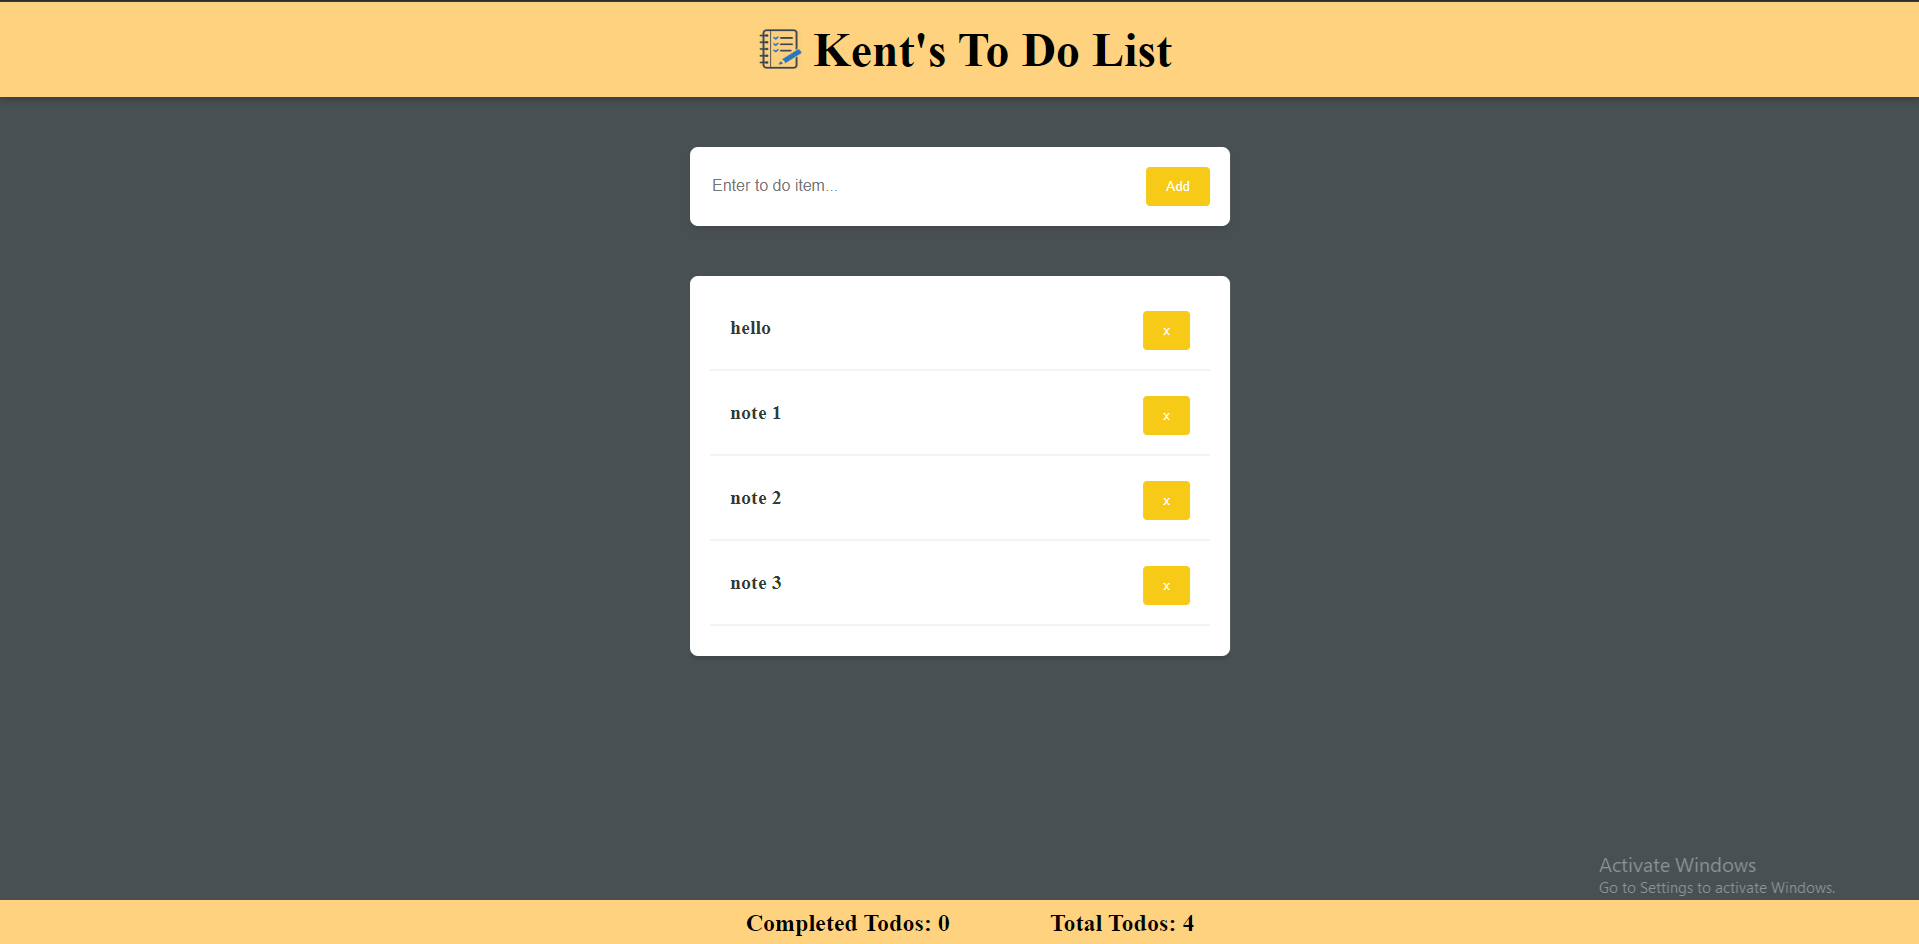 Kent's To Do List
Enter to do item...
Add
hello
x
note 1
x
note 2
x
note 3
x
Activate Windows
Go to Settings to activate Windows.
Completed Todos: 0
Total Todos: 4